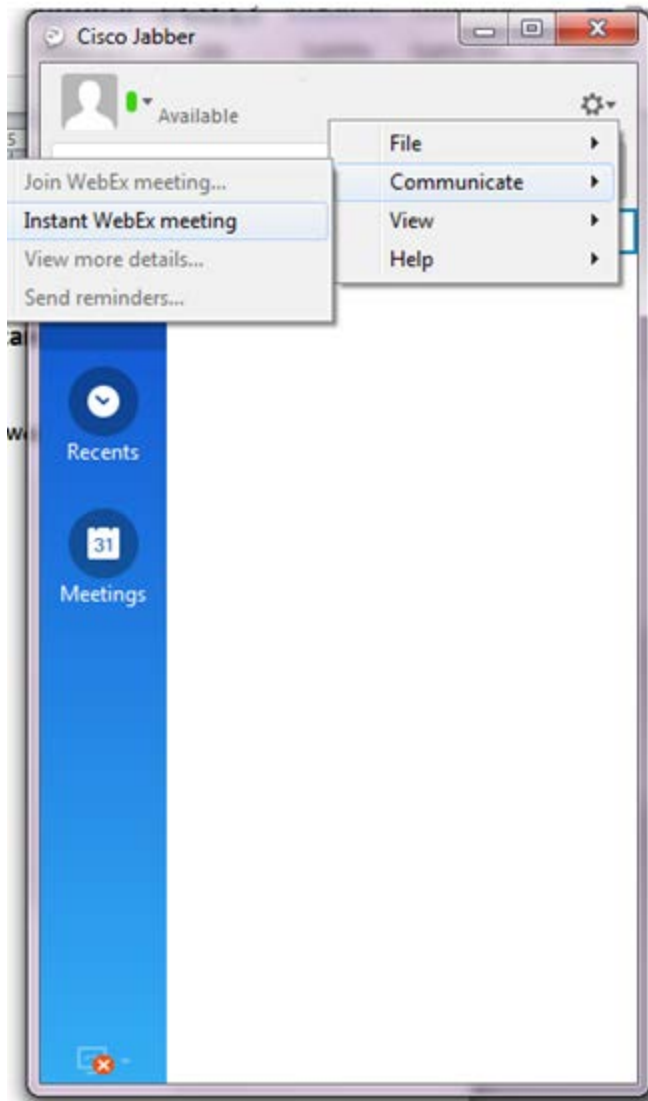 Cisco Jabber
Available
File
Communicate
View
Help
Join WebEx meeting...
Instant WebEx meeting
View more details...
Send reminders...
Recents
31
Meetings